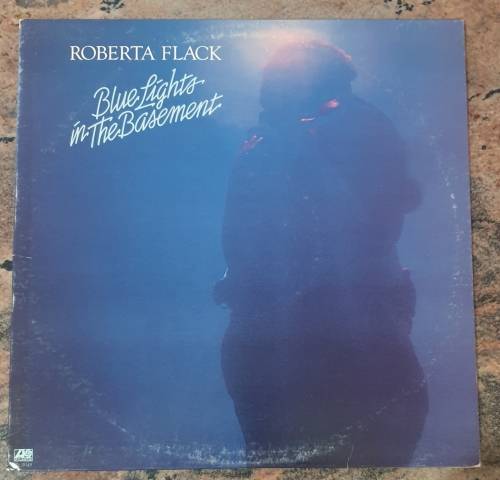 ROBERTA FLACK
Blue Lights
in The Basement